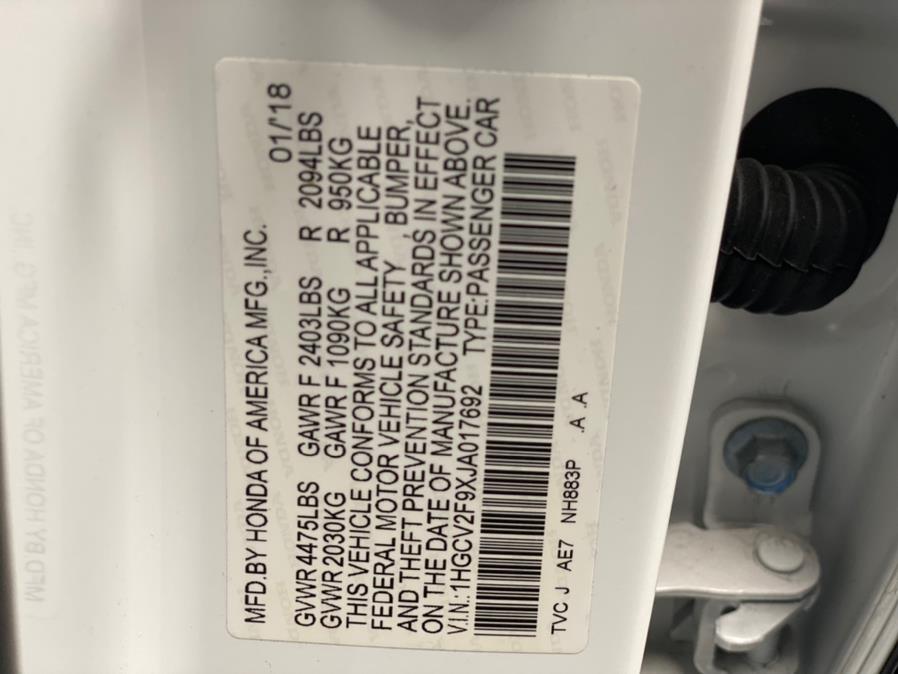 MFD.BY HONDA OF AMERICA MFG.,INC. 01/'18
GVWR 4475LBS GAWR F 2403LBS R 2094LBS
GVWR 2030KG GAWR F 1090KG R 950KG
THIS VEHICLE CONFORMS TO ALL APPLICABLE
FEDERAL MOTOR VEHICLE SAFETY, BUMPER,
AND THEFT PREVENTION STANDARDS IN EFFECT
ON THE DATE OF MANUFACTURE SHOWN ABOVE.
V.I.N.:1HGCV2F9XJA017692 TYPE:PASSENGER CAR
TVC J AE7 NH883P .A .A